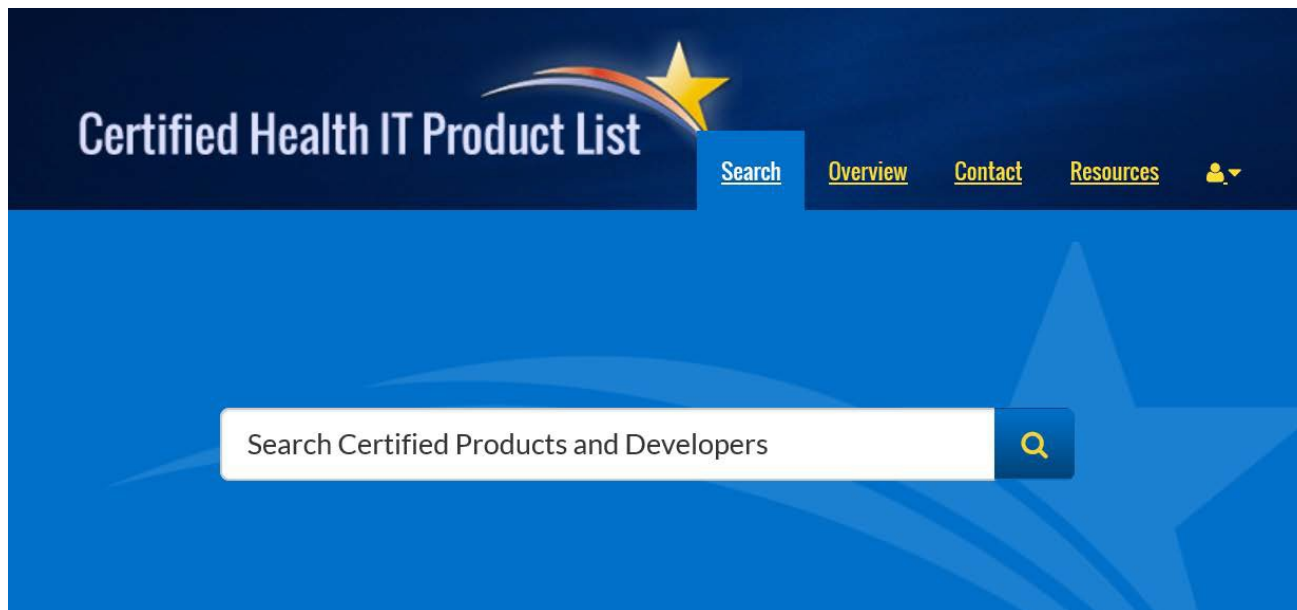 Certified Health IT Product List
Search Overview Contact Resources
Search Certified Products and Developers